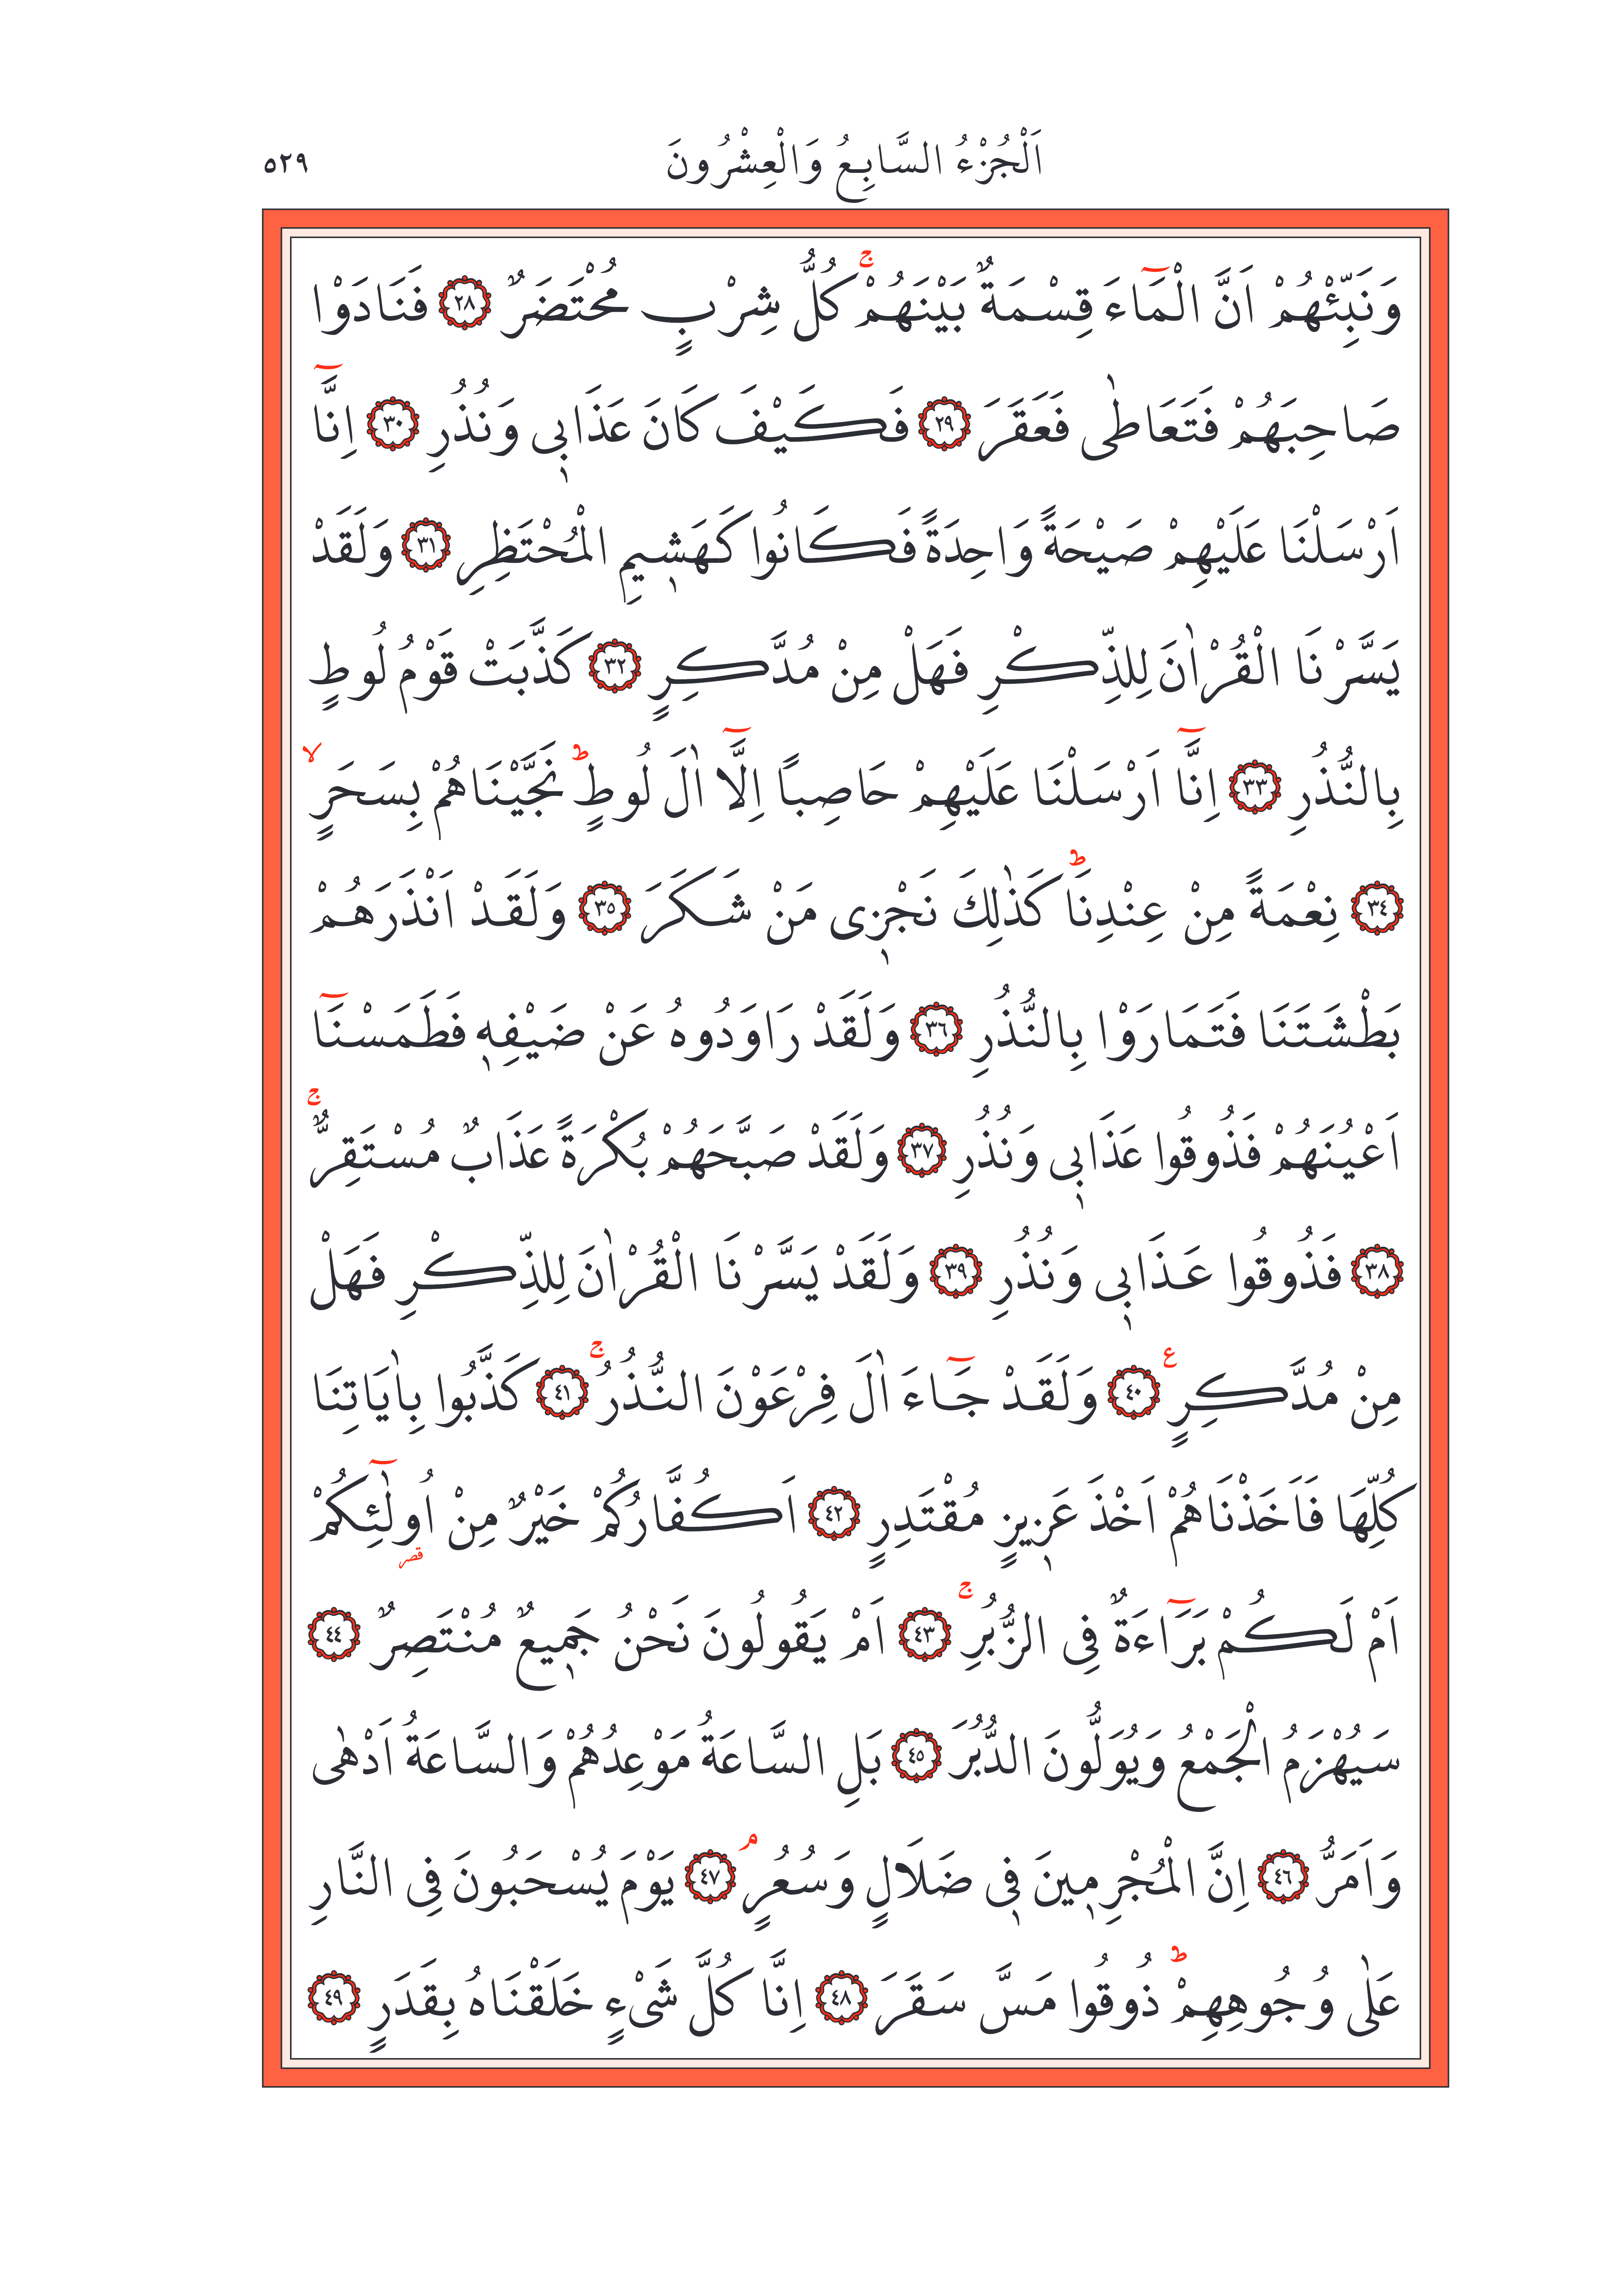 اَلْجُزْءُ السَّابِعُ وَالْعِشْرُونَ ٥٢٩
وَنَبِّئْهُمْ اَنَّ الْمَٓاءَ قِسْمَةٌ بَيْنَهُمْۚ كُلُّ شِرْبٍ مُحْتَضَرٌ ﴿٢٨﴾ فَنَادَوْا
صَاحِبَهُمْ فَتَعَاطٰى فَعَقَرَ ﴿٢٩﴾ فَكَيْفَ كَانَ عَذَاب۪ي وَنُذُرِ ﴿٣٠﴾ اِنَّٓا
اَرْسَلْنَا عَلَيْهِمْ صَيْحَةً وَاحِدَةً فَكَانُوا كَهَش۪يمِ الْمُحْتَظِرِ ﴿٣١﴾ وَلَقَدْ
يَسَّرْنَا الْقُرْاٰنَ لِلذِّكْرِ فَهَلْ مِنْ مُدَّكِرٍ ﴿٣٢﴾ كَذَّبَتْ قَوْمُ لُوطٍ
بِالنُّذُرِ ﴿٣٣﴾ اِنَّٓا اَرْسَلْنَا عَلَيْهِمْ حَاصِباً اِلَّٓا اٰلَ لُوطٍۜ نَجَّيْنَاهُمْ بِسَحَرٍۙ
﴿٣٤﴾ نِعْمَةً مِنْ عِنْدِنَاۜ كَذٰلِكَ نَجْز۪ي مَنْ شَكَرَ ﴿٣٥﴾ وَلَقَدْ اَنْذَرَهُمْ
بَطْشَتَنَا فَتَمَارَوْا بِالنُّذُرِ ﴿٣٦﴾ وَلَقَدْ رَاوَدُوهُ عَنْ ضَيْفِه۪ فَطَمَسْنَٓا
اَعْيُنَهُمْ فَذُوقُوا عَذَاب۪ي وَنُذُرِ ﴿٣٧﴾ وَلَقَدْ صَبَّحَهُمْ بُكْرَةً عَذَابٌ مُسْتَقِرٌّۚ
﴿٣٨﴾ فَذُوقُوا عَذَاب۪ي وَنُذُرِ ﴿٣٩﴾ وَلَقَدْ يَسَّرْنَا الْقُرْاٰنَ لِلذِّكْرِ فَهَلْ
مِنْ مُدَّكِرٍ ع ﴿٤٠﴾ وَلَقَدْ جَٓاءَ اٰلَ فِرْعَوْنَ النُّذُرُۚ ﴿٤١﴾ كَذَّبُوا بِاٰيَاتِنَا
كُلِّهَا فَاَخَذْنَاهُمْ اَخْذَ عَز۪يزٍ مُقْتَدِرٍ ﴿٤٢﴾ اَكُفَّارُكُمْ خَيْرٌ مِنْ اُو۬لٰٓئِكُمْ
اَمْ لَكُمْ بَرَٓاءَةٌ فِي الزُّبُرِۚ ﴿٤٣﴾ اَمْ يَقُولُونَ نَحْنُ جَم۪يعٌ مُنْتَصِرٌ ﴿٤٤﴾
سَيُهْزَمُ الْجَمْعُ وَيُوَلُّونَ الدُّبُرَ ﴿٤٥﴾ بَلِ السَّاعَةُ مَوْعِدُهُمْ وَالسَّاعَةُ اَدْهٰى
وَاَمَرُّ ﴿٤٦﴾ اِنَّ الْمُجْرِم۪ينَ ف۪ي ضَلَالٍ وَسُعُرٍۢ ﴿٤٧﴾ يَوْمَ يُسْحَبُونَ فِي النَّارِ
عَلٰى وُجُوهِهِمْۜ ذُوقُوا مَسَّ سَقَرَ ﴿٤٨﴾ اِنَّا كُلَّ شَيْءٍ خَلَقْنَاهُ بِقَدَرٍ ﴿٤٩﴾